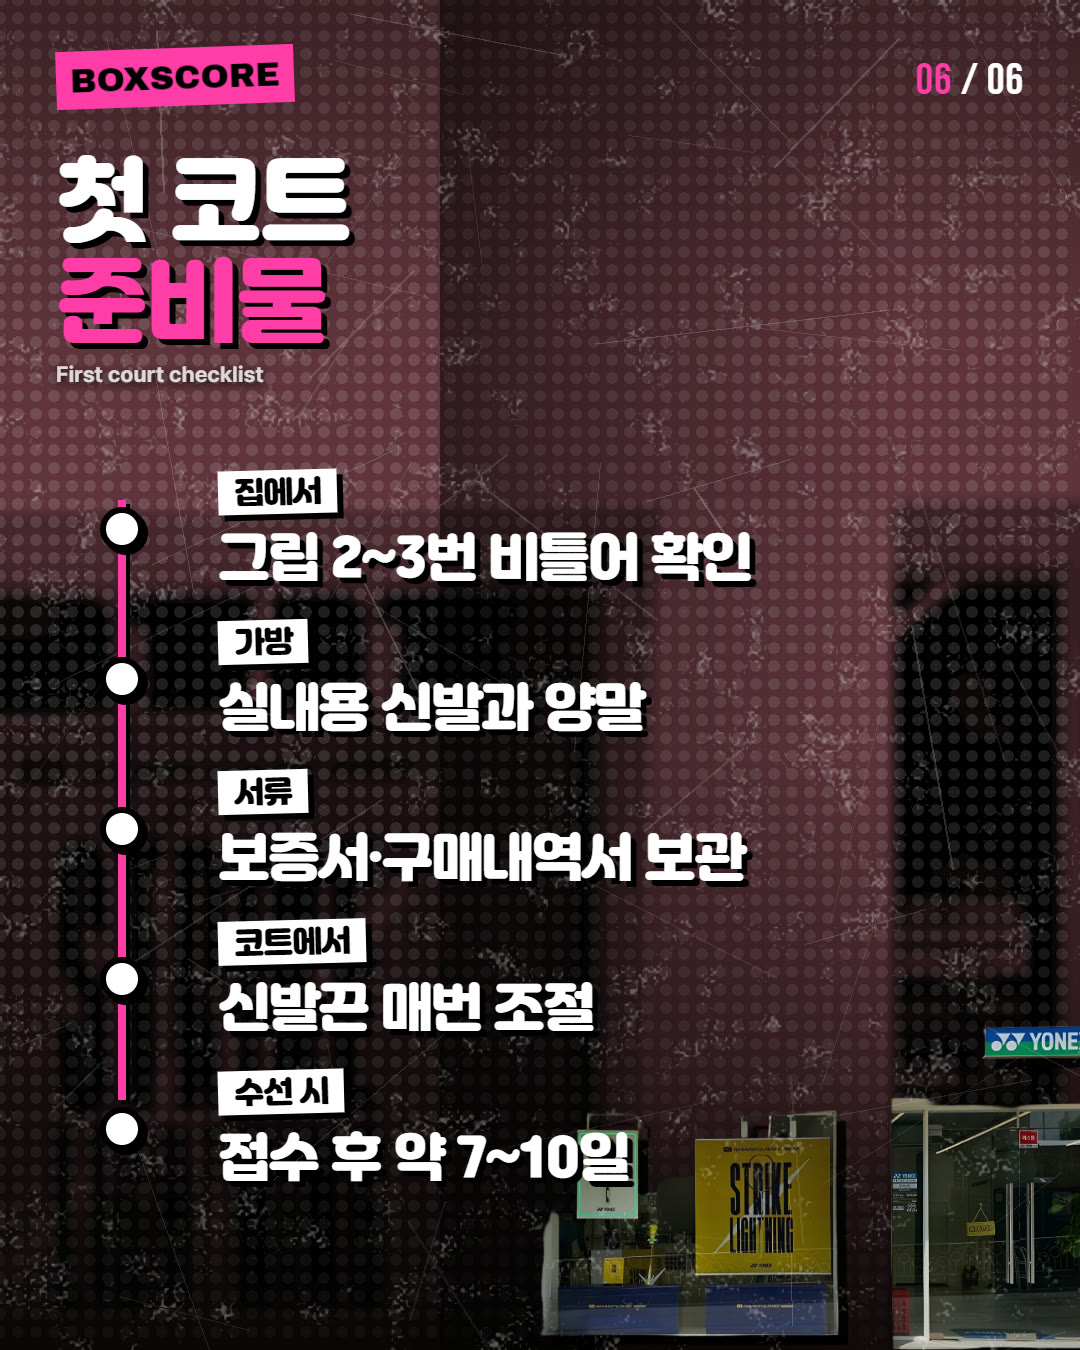 BOXSCORE
06 / 06
첫 코트
준비물
First court checklist
집에서
그립 2~3번 비틀어 확인
가방
실내용 신발과 양말
서류
보증서·구매내역서 보관
코트에서
신발끈 매번 조절
수선 시
접수 후 약 7~10일
YONE
STRIKE
LIGHTNING
YONEX
CLOSED